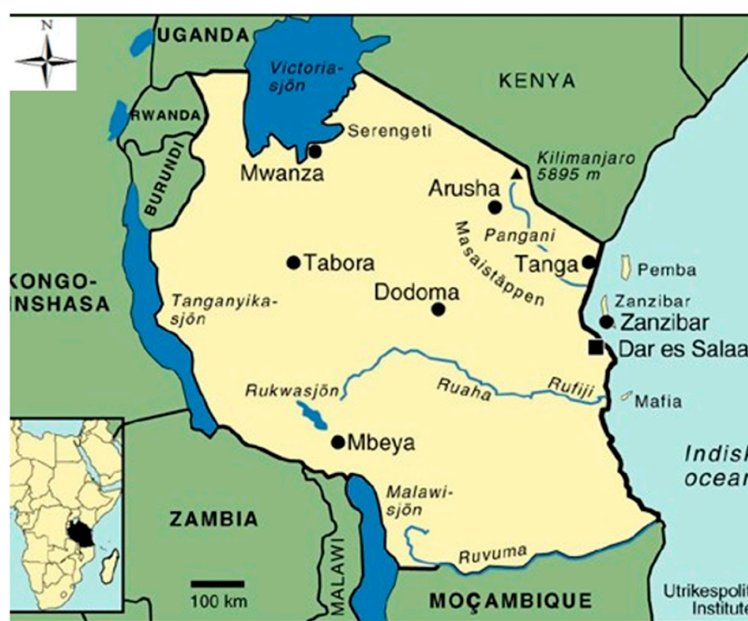 N
UGANDA
Victoria-
sjön
KENYA
RWANDA
Serengeti
Mwanza
Kilimanjaro
5895 m
BURUNDI
Arusha
Pangani
Masaistäppen
Tabora
Tanga
Pemba
KONGO-
INSHASA
Tanganyika-
sjön
Dodoma
Zanzibar
Zanzibar
Dar es Salaa
Rukwasjön
Ruaha
Rufiji
Mafia
Mbeya
Indisk
ocean
Malawi-
sjön
ZAMBIA
MALAWI
Ruvuma
100 km
MOÇAMBIQUE
Utrikespolit
Institute